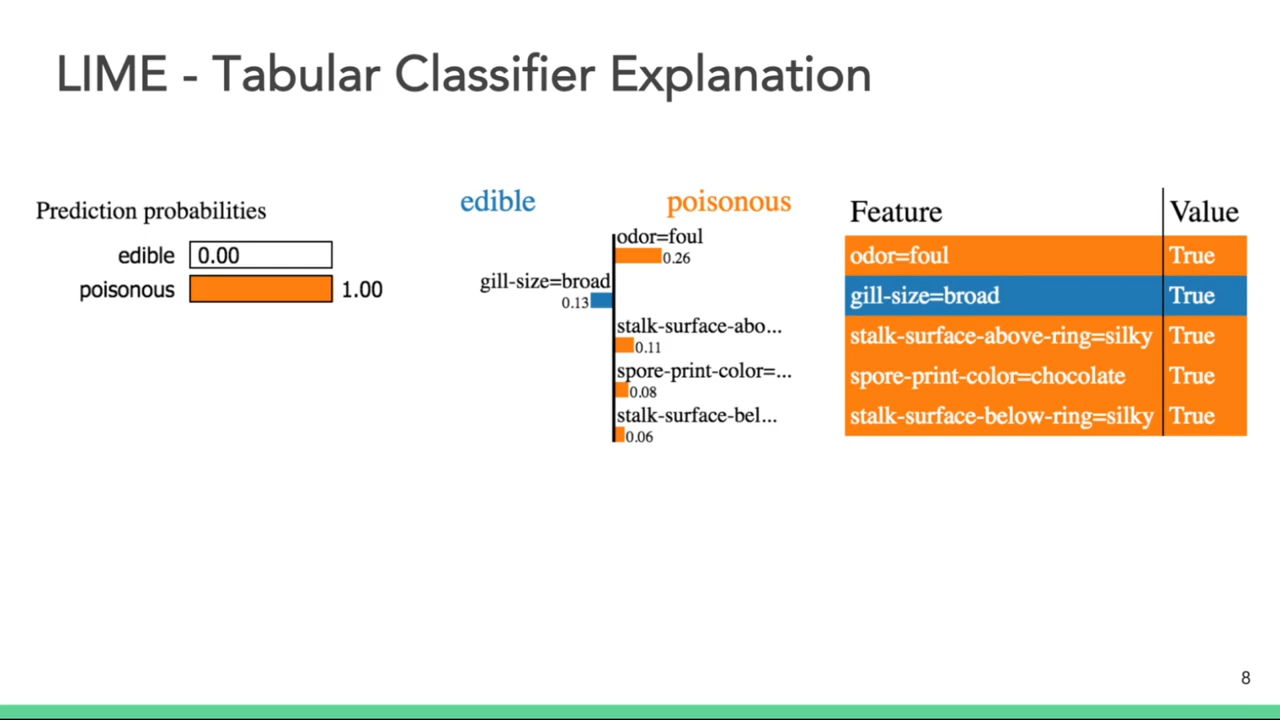 LIME - Tabular Classifier Explanation
Prediction probabilities
edible 0.00
poisonous 1.00
edible poisonous
odor=foul
0.26
gill-size=broad
0.13
stalk-surface-abo...
0.11
spore-print-color=...
0.08
stalk-surface-bel...
0.06
Feature Value
odor=foul True
gill-size=broad True
stalk-surface-above-ring=silky True
spore-print-color=chocolate True
stalk-surface-below-ring=silky True
8